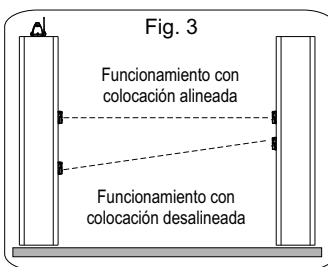 Fig. 3
Funcionamiento con
colocación alineada
Funcionamiento con
colocación desalineada